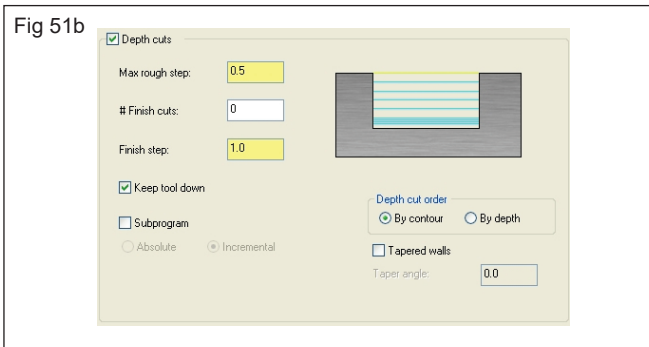 Fig 51b
Depth cuts
Max rough step: 0.5
# Finish cuts: 0
Finish step: 1.0
Keep tool down
Subprogram
Absolute Incremental
Depth cut order
By contour By depth
Tapered walls
Taper angle: 0.0